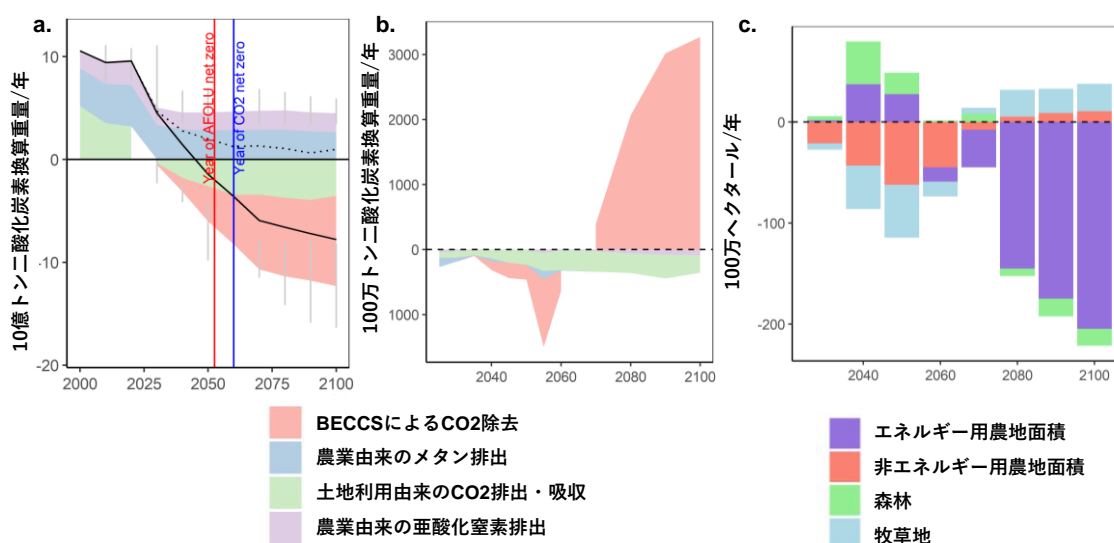 a.
10億トン二酸化炭素換算重量/年
10
0
-10
-20
2000
2025
2050
2075
2100
Year of AFOLU net zero
Year of CO2 net zero
b.
100万トン二酸化炭素換算重量/年
3000
2000
1000
0
1000
2040
2060
2080
2100
c.
100万ヘクタール/年
0
-100
-200
2040
2060
2080
2100
BECCSによるCO2除去
農業由来のメタン排出
土地利用由来のCO2排出・吸収
農業由来の亜酸化窒素排出
エネルギー用農地面積
非エネルギー用農地面積
森林
牧草地